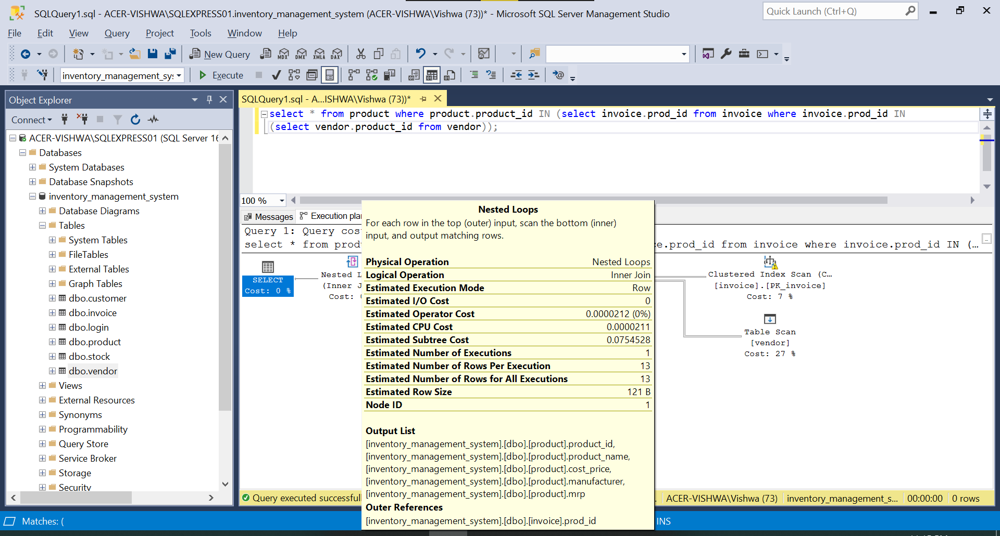 SQLQuery1.sql - ACER-VISHWA\SQLEXPRESS01.inventory_management_system (ACER-VISHWA\Vishwa (73))* - Microsoft SQL Server Management Studio
Quick Launch (Ctrl+Q)
File Edit View Query Project Tools Window Help
New Query MDX DMX XMLA DAX
inventory_management_sy
Execute
Object Explorer
Connect
ACER-VISHWA\SQLEXPRESS01 (SQL Server 16
Databases
System Databases
Database Snapshots
inventory_management_system
Database Diagrams
Tables
System Tables
FileTables
External Tables
Graph Tables
dbo.customer
dbo.invoice
dbo.login
dbo.product
dbo.stock
dbo.vendor
Views
External Resources
Synonyms
Programmability
Query Store
Service Broker
Storage
Security
SQLQuery1.sql - A...ISHWA\Vishwa (73))*
select * from product where product.product_id IN (select invoice.prod_id from invoice where invoice.prod_id IN
(select vendor.product_id from vendor));
100 %
Messages Execution plan
Query 1: Query cos
select * from prod
e.prod_id from invoice where invoice.prod_id IN (...
SELECT
Cost: 0 %
Nested L
(Inner J
Cost:
Nested Loops
For each row in the top (outer) input, scan the bottom (inner)
input, and output matching rows.
Physical Operation Nested Loops
Logical Operation Inner Join
Estimated Execution Mode Row
Estimated I/O Cost 0
Estimated Operator Cost 0.0000212 (0%)
Estimated CPU Cost 0.0000211
Estimated Subtree Cost 0.0754528
Estimated Number of Executions 1
Estimated Number of Rows Per Execution 13
Estimated Number of Rows for All Executions 13
Estimated Row Size 121 B
Node ID 1
Output List
[inventory_management_system].[dbo].[product].product_id,
[inventory_management_system].[dbo].[product].product_name,
[inventory_management_system].[dbo].[product].cost_price,
[inventory_management_system].[dbo].[product].manufacturer,
[inventory_management_system].[dbo].[product].mrp
Outer References
[inventory_management_system].[dbo].[invoice].prod_id
Clustered Index Scan (C...
[invoice].[PK_invoice]
Cost: 7 %
Table Scan
[vendor]
Cost: 27 %
Query executed successful
ACER-VISHWA\Vishwa (73) inventory_management_s... 00:00:00 0 rows
Matches: (
INS